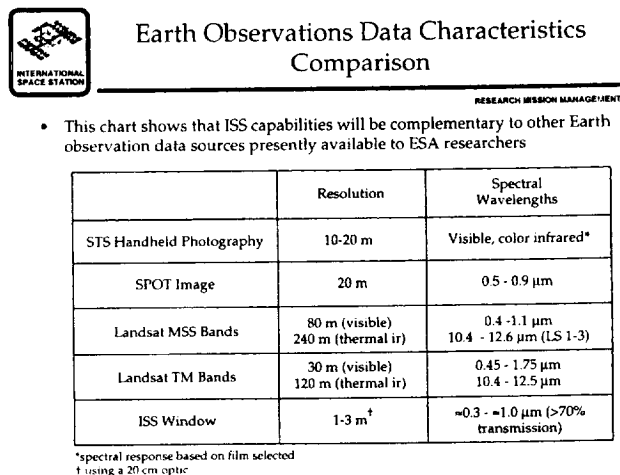 INTERNATIONAL
SPACE STATION
Earth Observations Data Characteristics
Comparison
RESEARCH MISSION MANAGEMENT
• This chart shows that ISS capabilities will be complementary to other Earth
observation data sources presently available to ESA researchers
Resolution
Spectral
Wavelengths
STS Handheld Photography
10-20 m
Visible, color infrared*
SPOT Image
20 m
0.5 - 0.9 µm
Landsat MSS Bands
80 m (visible)
240 m (thermal ir)
0.4 -1.1 µm
10.4 - 12.6 µm (LS 1-3)
Landsat TM Bands
30 m (visible)
120 m (thermal ir)
0.45 - 1.75 µm
10.4 - 12.5 µm
ISS Window
1-3 m†
≈0.3 - ≈1.0 µm (>70%
transmission)
*spectral response based on film selected
† using a 20 cm optic